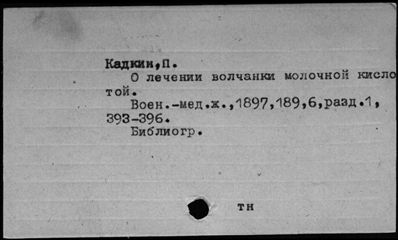 Кадкин,П.
О лечении волчанки молочной кисло
той.
Воен.-мед.ж.,1897,189,6,разд.1,
393-396.
Библиогр.
тн